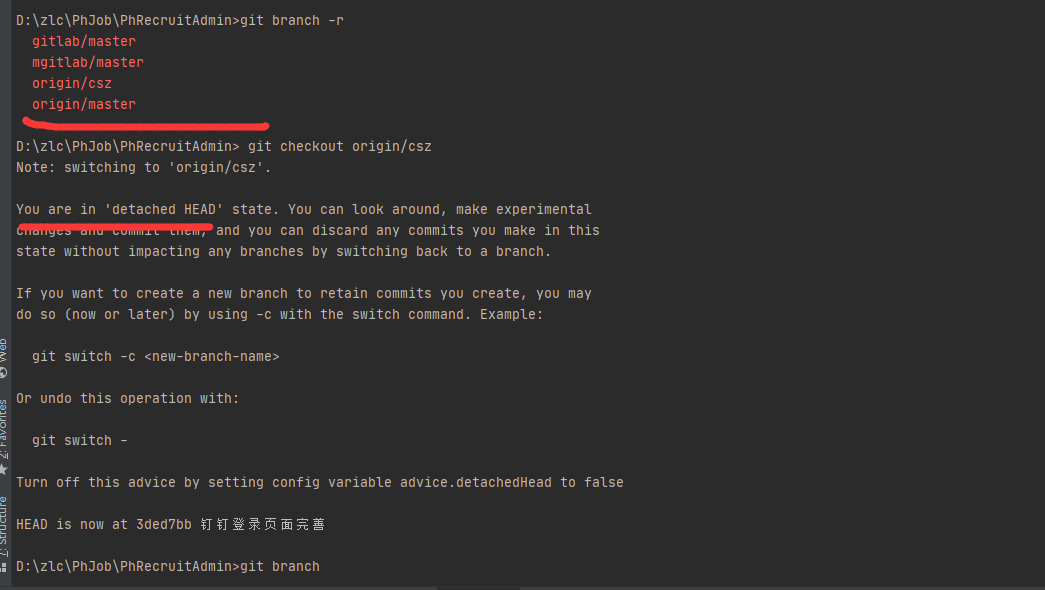 D:\zlc\PhJob\PhRecruitAdmin>git branch -r
gitlab/master
mgitlab/master
origin/csz
origin/master
D:\zlc\PhJob\PhRecruitAdmin> git checkout origin/csz
Note: switching to 'origin/csz'.
You are in 'detached HEAD' state. You can look around, make experimental
changes and commit them, and you can discard any commits you make in this
state without impacting any branches by switching back to a branch.
If you want to create a new branch to retain commits you create, you may
do so (now or later) by using -c with the switch command. Example:
git switch -c <new-branch-name>
Or undo this operation with:
git switch -
Turn off this advice by setting config variable advice.detachedHead to false
HEAD is now at 3ded7bb 钉钉登录页面完善
D:\zlc\PhJob\PhRecruitAdmin>git branch
Web
2: Favorites
7: Structure